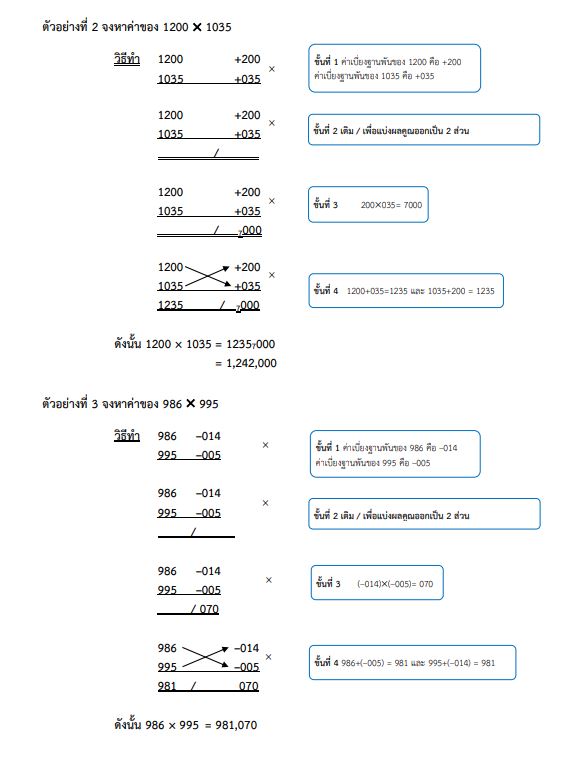 ตัวอย่างที่ 2 จงหาค่าของ 1200 × 1035
วิธีทำ 1200 +200 ×
1035 +035
ขั้นที่ 1 ค่าเบี่ยงฐานพันของ 1200 คือ +200
ค่าเบี่ยงฐานพันของ 1035 คือ +035
1200 +200 ×
1035 +035
/
ขั้นที่ 2 เติม / เพื่อแบ่งผลคูณออกเป็น 2 ส่วน
1200 +200 ×
1035 +035
/ ₇000
ขั้นที่ 3 200×035= 7000
1200 +200 ×
1035 +035
1235 / ₇000
ขั้นที่ 4 1200+035=1235 และ 1035+200 = 1235
ดังนั้น 1200 × 1035 = 1235₇000
= 1,242,000
ตัวอย่างที่ 3 จงหาค่าของ 986 × 995
วิธีทำ 986 –014 ×
995 –005
ขั้นที่ 1 ค่าเบี่ยงฐานพันของ 986 คือ –014
ค่าเบี่ยงฐานพันของ 995 คือ –005
986 –014 ×
995 –005
/
ขั้นที่ 2 เติม / เพื่อแบ่งผลคูณออกเป็น 2 ส่วน
986 –014 ×
995 –005
/ 070
ขั้นที่ 3 (–014)×(–005)= 070
986 –014 ×
995 –005
981 / 070
ขั้นที่ 4 986+(–005) = 981 และ 995+(–014) = 981
ดังนั้น 986 × 995 = 981,070